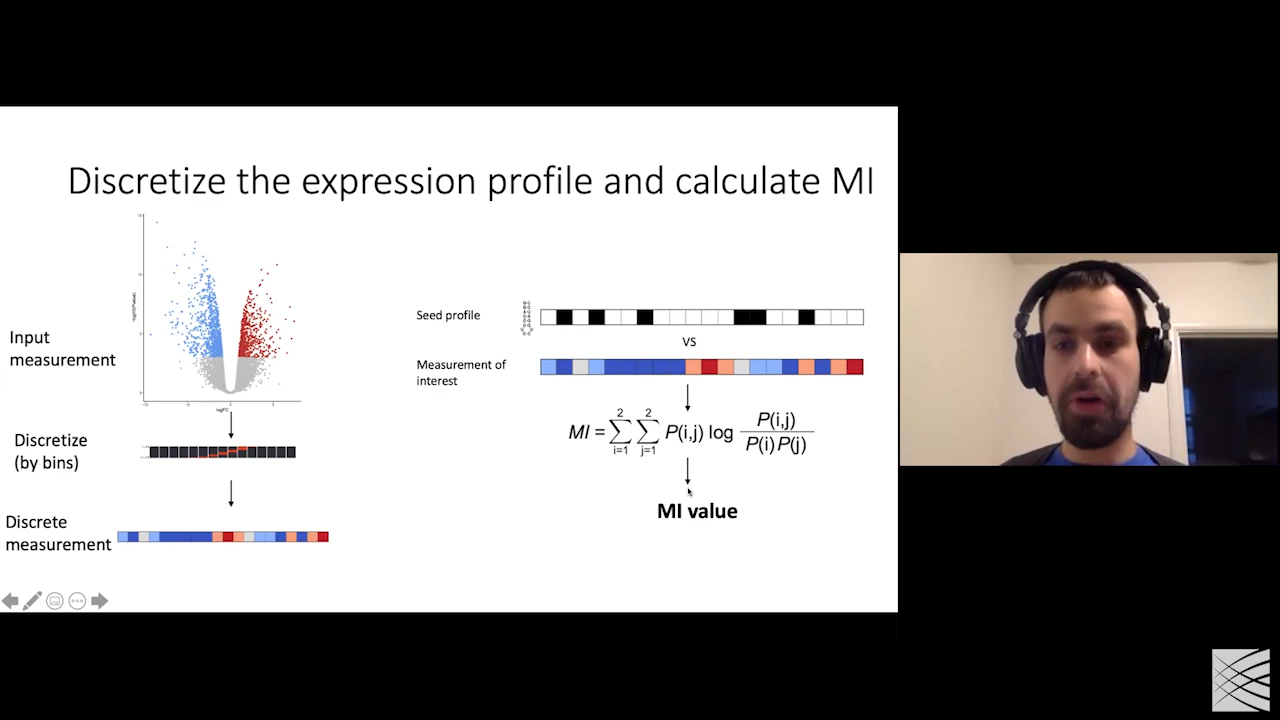 Discretize the expression profile and calculate MI
Input
measurement
logFC
Discretize
(by bins)
Discrete
measurement
Seed profile
vs
Measurement of
interest
MI = ∑ i=1 2 ∑ j=1 2 P(i,j) log P(i,j) / P(i) P(j)
MI value